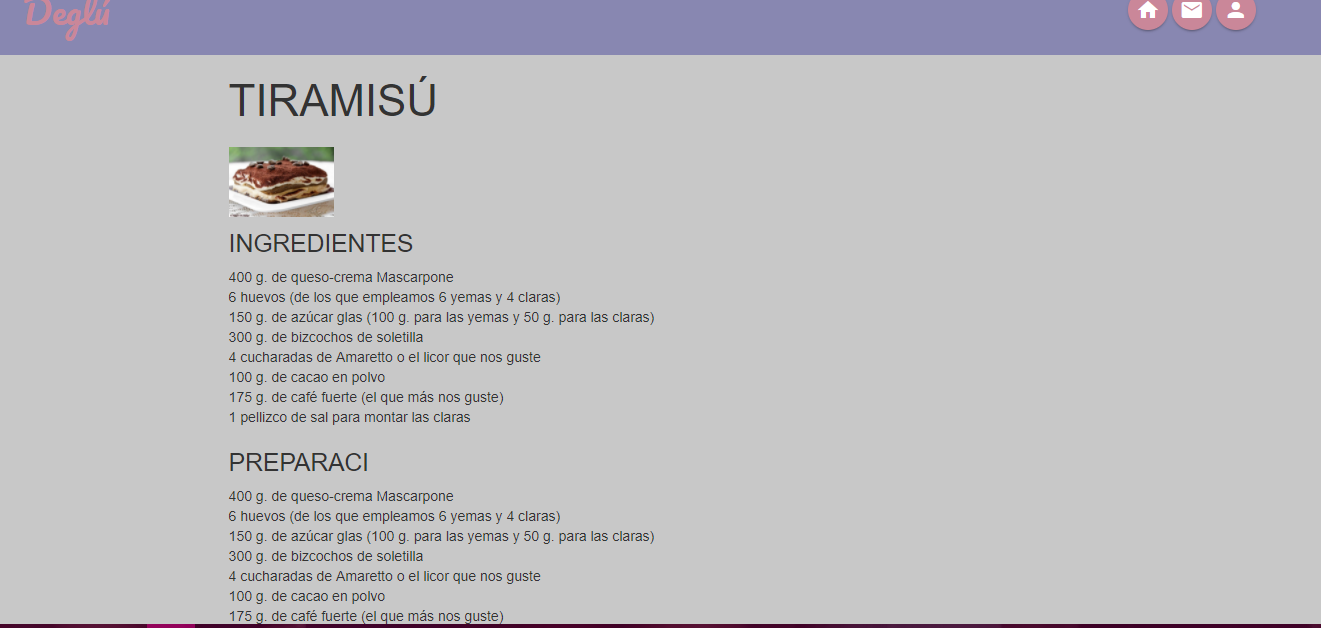 Deglú
TIRAMISÚ
INGREDIENTES
400 g. de queso-crema Mascarpone
6 huevos (de los que empleamos 6 yemas y 4 claras)
150 g. de azúcar glas (100 g. para las yemas y 50 g. para las claras)
300 g. de bizcochos de soletilla
4 cucharadas de Amaretto o el licor que nos guste
100 g. de cacao en polvo
175 g. de café fuerte (el que más nos guste)
1 pellizco de sal para montar las claras
PREPARACI
400 g. de queso-crema Mascarpone
6 huevos (de los que empleamos 6 yemas y 4 claras)
150 g. de azúcar glas (100 g. para las yemas y 50 g. para las claras)
300 g. de bizcochos de soletilla
4 cucharadas de Amaretto o el licor que nos guste
100 g. de cacao en polvo
175 g. de café fuerte (el que más nos guste)